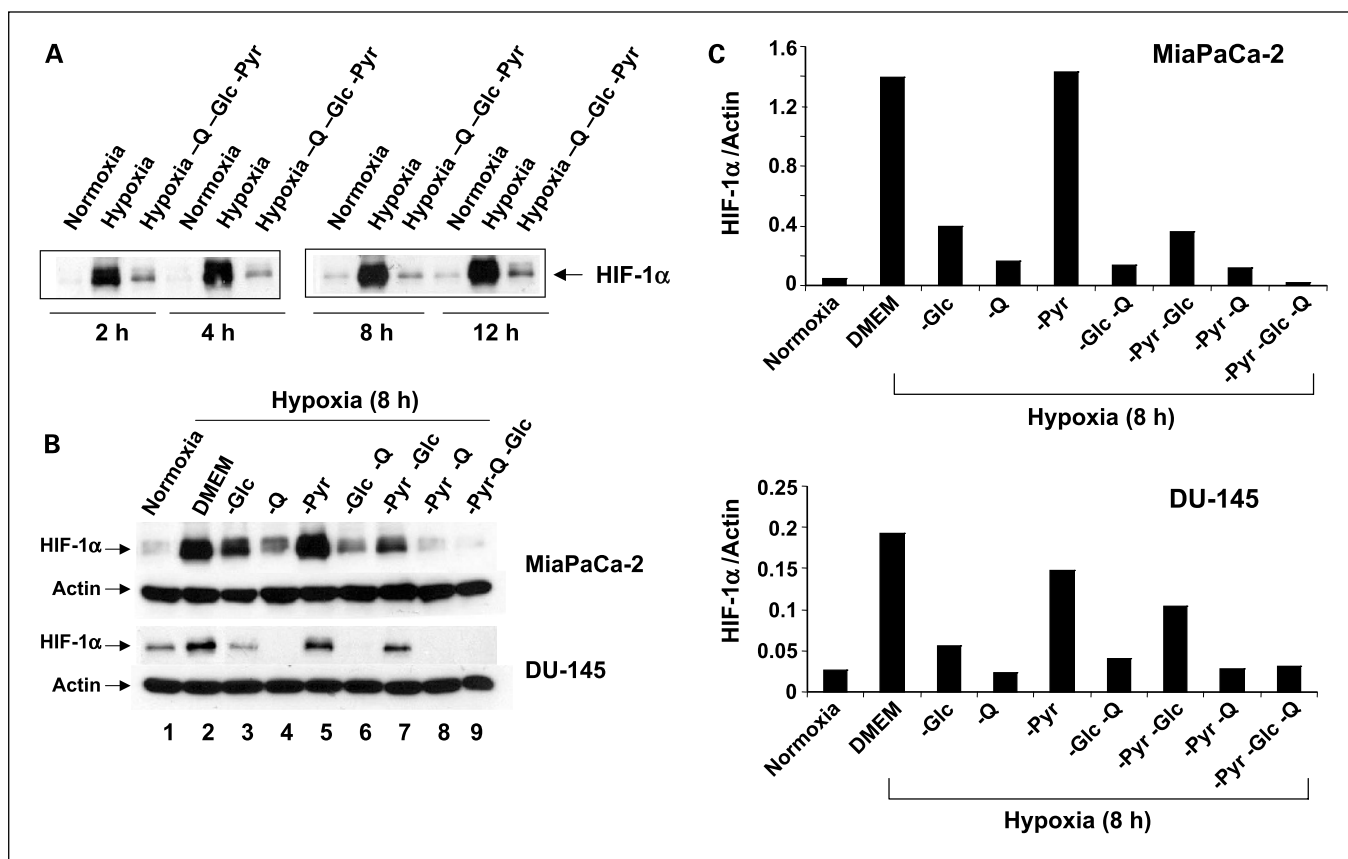 A
Normoxia
Hypoxia
Hypoxia –Q –Glc -Pyr
Normoxia
Hypoxia
Hypoxia –Q –Glc -Pyr
Normoxia
Hypoxia
Hypoxia –Q –Glc -Pyr
Normoxia
Hypoxia
Hypoxia –Q –Glc -Pyr
HIF-1α
2 h
4 h
8 h
12 h
B
Hypoxia (8 h)
Normoxia
DMEM
-Glc
-Q
-Pyr
-Glc -Q
-Pyr -Glc
-Pyr -Q
-Pyr-Q -Glc
HIF-1α
MiaPaCa-2
Actin
HIF-1α
DU-145
Actin
1 2 3 4 5 6 7 8 9
C
MiaPaCa-2
HIF-1α /Actin
1.6
1.2
0.8
0.4
0
Normoxia
DMEM
-Glc
-Q
-Pyr
-Glc -Q
-Pyr -Glc
-Pyr -Q
-Pyr -Glc -Q
Hypoxia (8 h)
DU-145
HIF-1α/Actin
0.25
0.2
0.15
0.1
0.05
0
Normoxia
DMEM
-Glc
-Q
-Pyr
-Glc -Q
-Pyr -Glc
-Pyr -Q
-Pyr -Glc -Q
Hypoxia (8 h)